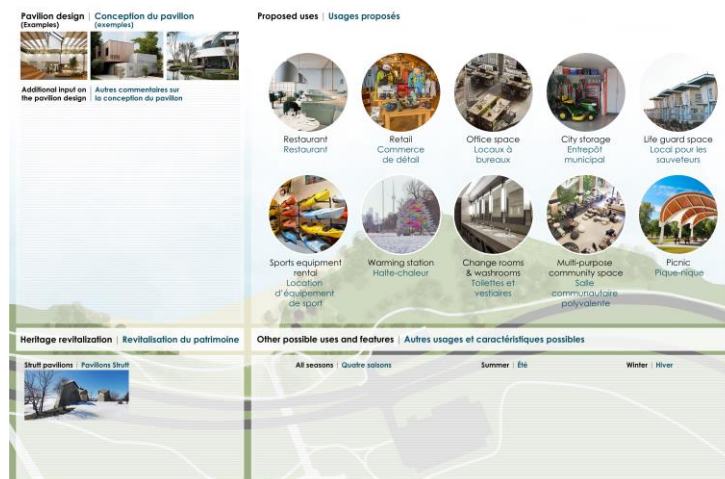 Pavilion design | Conception du pavillon
(Examples) (exemples)
Additional input on | Autres commentaires sur
the pavilion design la conception du pavillon
Proposed uses | Usages proposés
Restaurant
Restaurant
Retail
Commerce
de détail
Office space
Locaux à
bureaux
City storage
Entrepôt
municipal
Life guard space
Local pour les
sauveteurs
Sports equipment
rental
Location
d'équipement
de sport
Warming station
Halte-chaleur
Change rooms
& washrooms
Toilettes et
vestiaires
Multi-purpose
community space
Salle
communautaire
polyvalente
Picnic
Pique-nique
Heritage revitalization | Revitalisation du patrimoine
Strutt pavilions | Pavillons Strutt
Other possible uses and features | Autres usages et caractéristiques possibles
All seasons | Quatre saisons
Summer | Été
Winter | Hiver